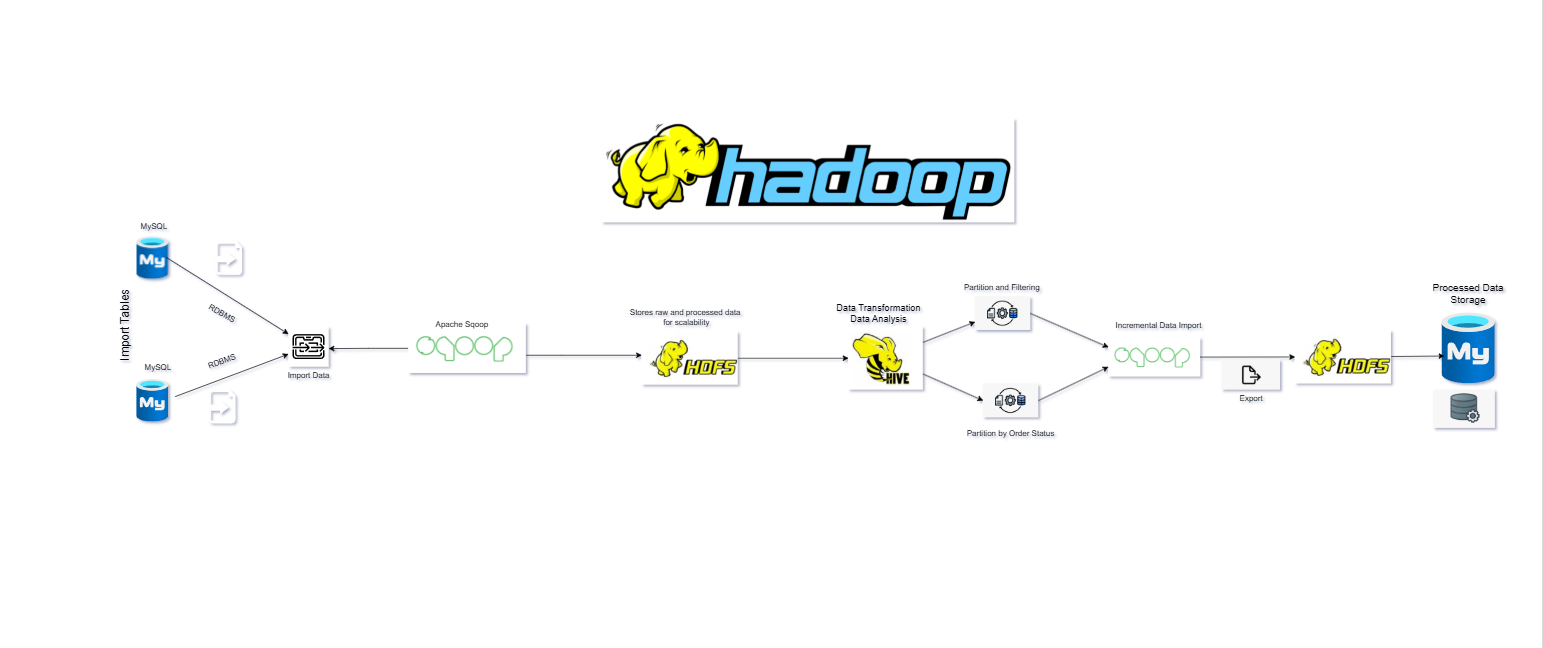 hadoop
MySQL
My
RDBMS
Import Tables
RDBMS
MySQL
My
Import Data
Apache Sqoop
sqoop
Stores raw and processed data
for scalability
HDFS
Data Transformation
Data Analysis
HIVE
Partition and Filtering
Partition by Order Status
Incremental Data Import
sqoop
Export
HDFS
Processed Data
Storage
My